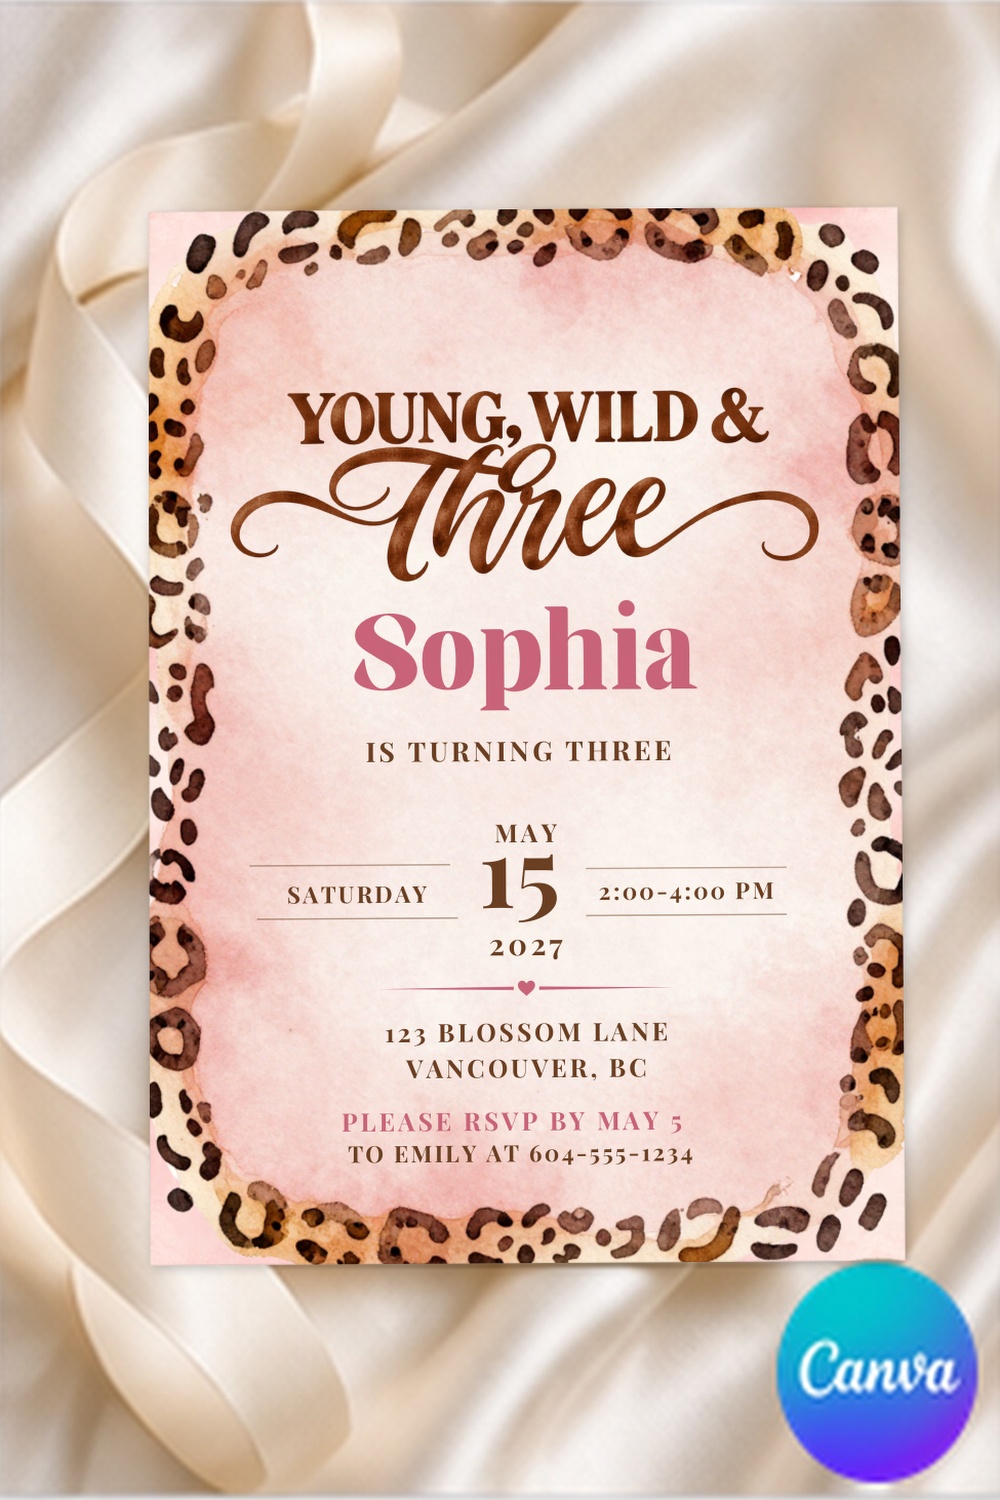 YOUNG, WILD &
Three
Sophia
IS TURNING THREE
MAY
SATURDAY 15 2:00-4:00 PM
2027
123 BLOSSOM LANE
VANCOUVER, BC
PLEASE RSVP BY MAY 5
TO EMILY AT 604-555-1234
Canva